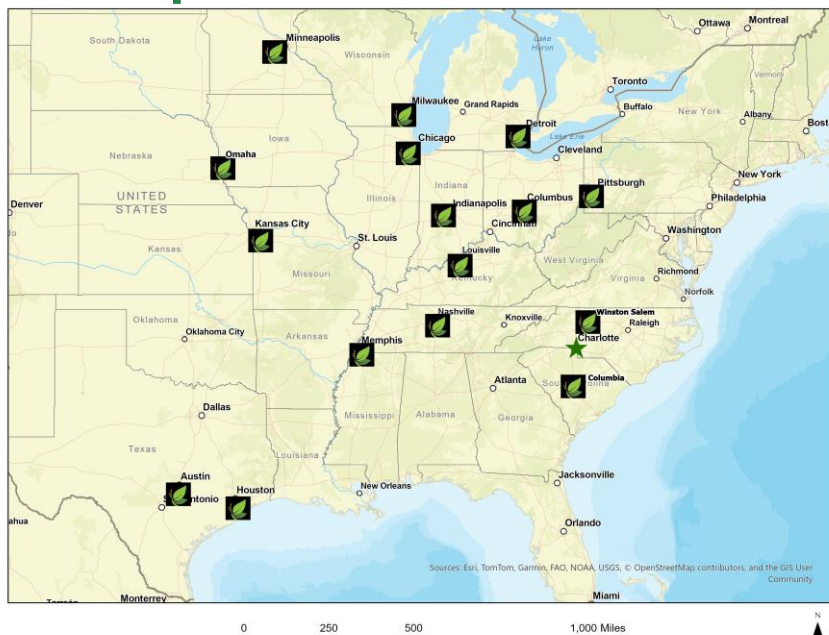 Ottawa
Montreal
South Dakota
Minneapolis
Wisconsin
Lake
Huron
Toronto
Vermont
Milwaukee
Grand Rapids
Buffalo
New York
Albany
Detroit
Bost
Iowa
Chicago
Lake Erie
Cleveland
Nebraska
Omaha
New York
Denver
UNITED
STATES
Illinois
Indiana
Pittsburgh
Philadelphia
Indianapolis
Columbus
Kansas City
Cincinnati
Washington
St. Louis
Kansas
Louisville
West Virginia
Richmond
Missouri
Kentucky
Virginia
Norfolk
Oklahoma
Nashville
Knoxville
Winston Salem
Raleigh
Oklahoma City
Arkansas
Memphis
Charlotte
Atlanta
South Carolina
Columbia
Dallas
Mississippi
Alabama
Georgia
Texas
Louisiana
Austin
Houston
New Orleans
Jacksonville
ahua
Orlando
Sources: Esri, TomTom, Garmin, FAO, NOAA, USGS, © OpenStreetMap contributors, and the GIS User
Community
Monterrey
Miami
0 250 500 1,000 Miles
N